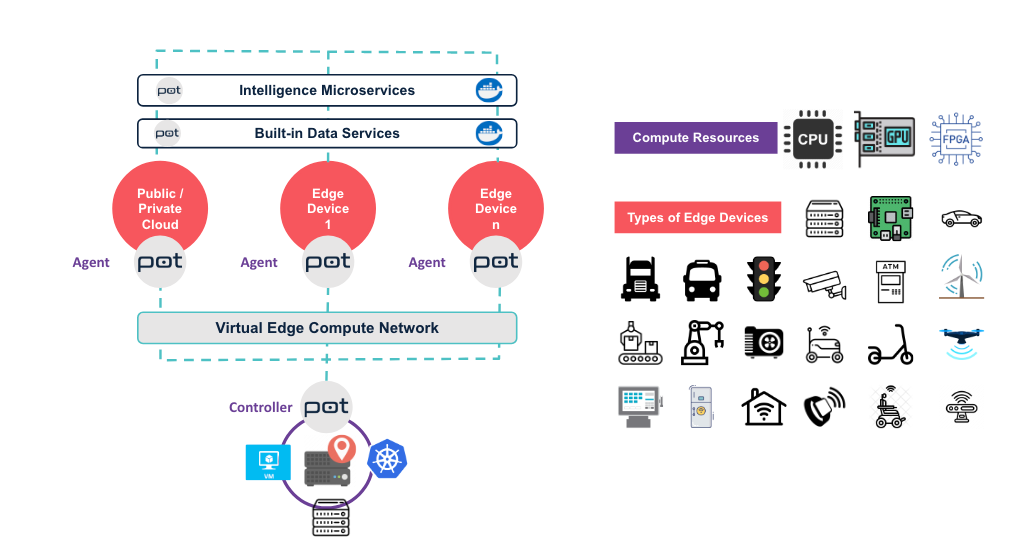 pot Intelligence Microservices
pot Built-in Data Services
Public /
Private
Cloud
Edge
Device
1
Edge
Device
n
Agent pot
Agent pot
Agent pot
Virtual Edge Compute Network
Controller pot
VM
Compute Resources
CPU
GPU
FPGA
Types of Edge Devices
ATM